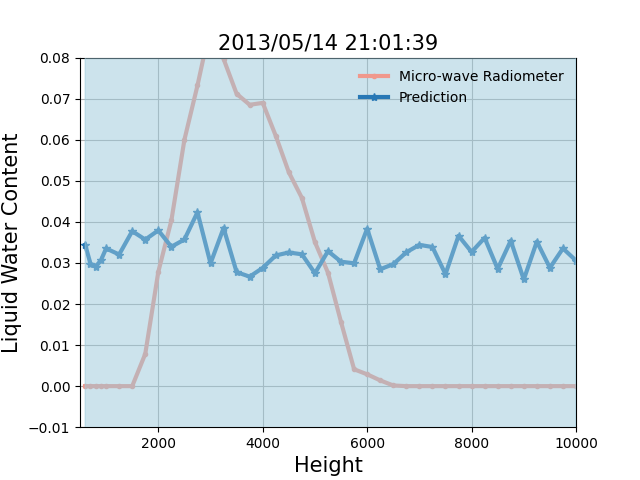 2013/05/14 21:01:39
Micro-wave Radiometer
Prediction
Liquid Water Content
0.08
0.07
0.06
0.05
0.04
0.03
0.02
0.01
0.00
−0.01
2000 4000 6000 8000 10000
Height